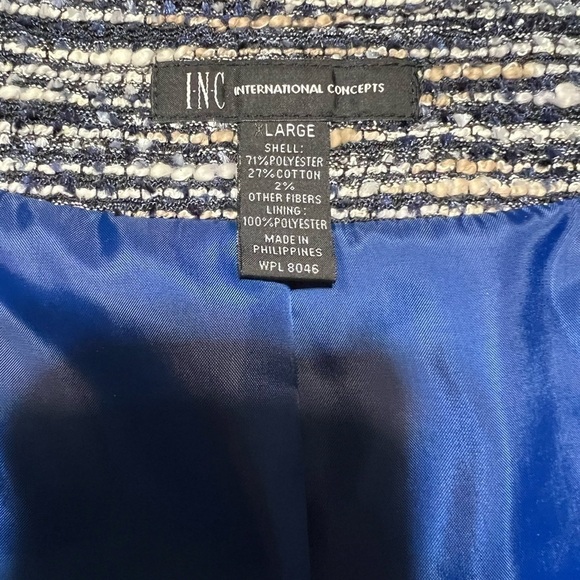 I·N·C INTERNATIONAL CONCEPTS
XLARGE
SHELL:
71%POLYESTER
27%COTTON
2%
OTHER FIBERS
LINING:
100%POLYESTER
MADE IN
PHILIPPINES
WPL 8046